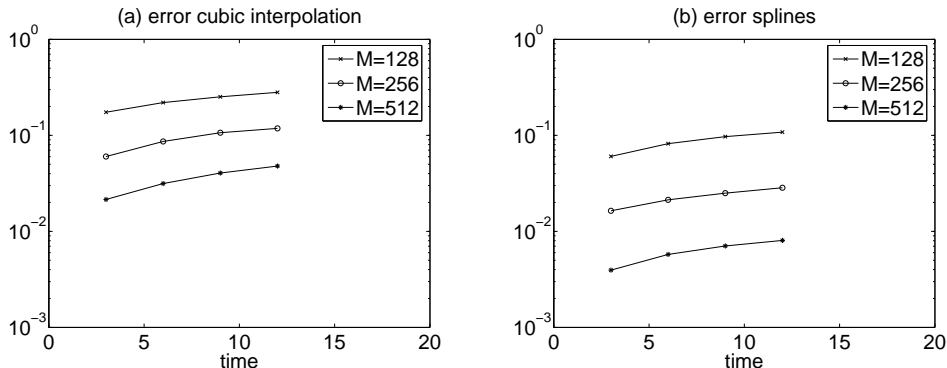 (a) error cubic interpolation
10^0
10^-1
10^-2
10^-3
0 5 10 15 20
time
M=128
M=256
M=512
(b) error splines
10^0
10^-1
10^-2
10^-3
0 5 10 15 20
time
M=128
M=256
M=512